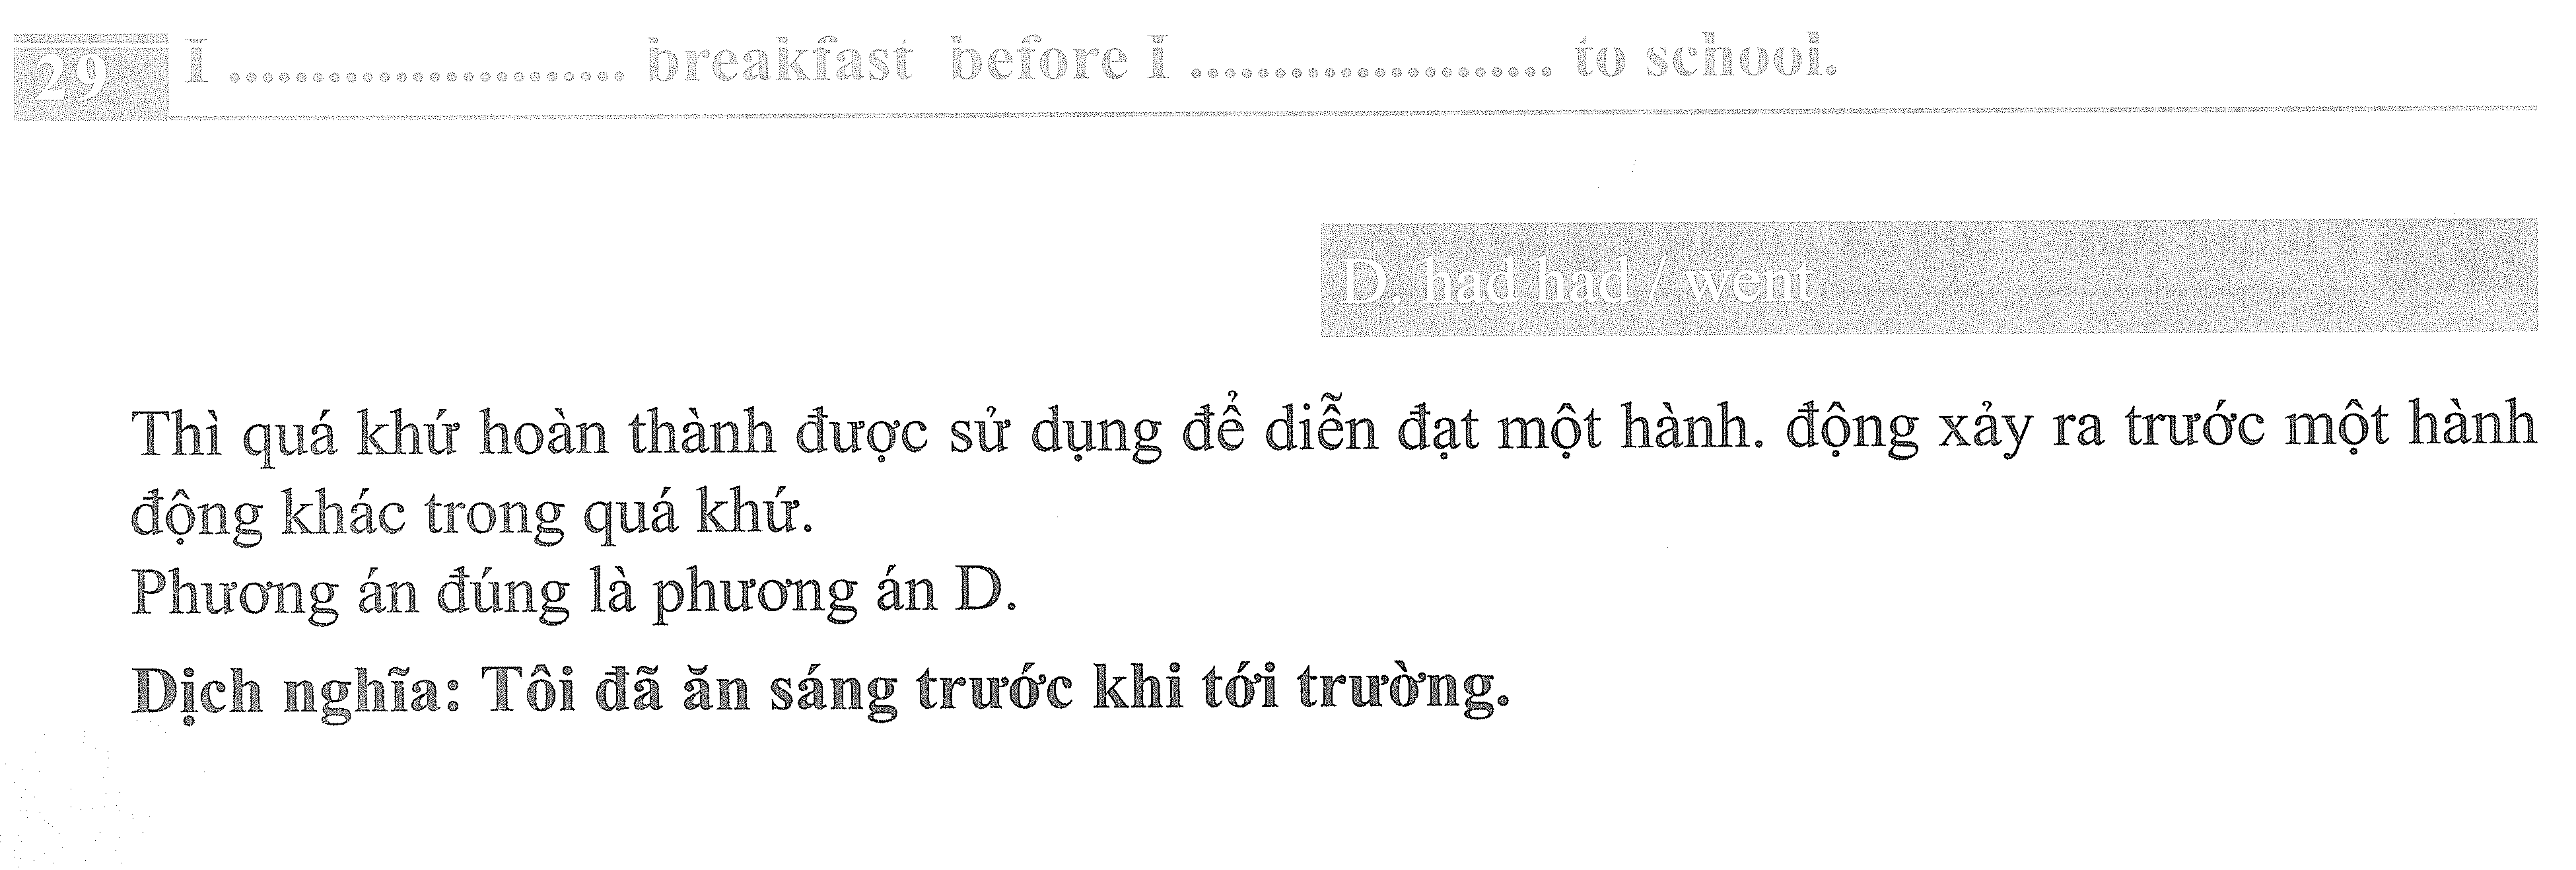 29 I ........................ breakfast before I ...................... to school.
D. had had / went
Thì quá khứ hoàn thành được sử dụng để diễn đạt một hành. động xảy ra trước một hành
động khác trong quá khứ.
Phương án đúng là phương án D.
Dịch nghĩa: Tôi đã ăn sáng trước khi tới trường.